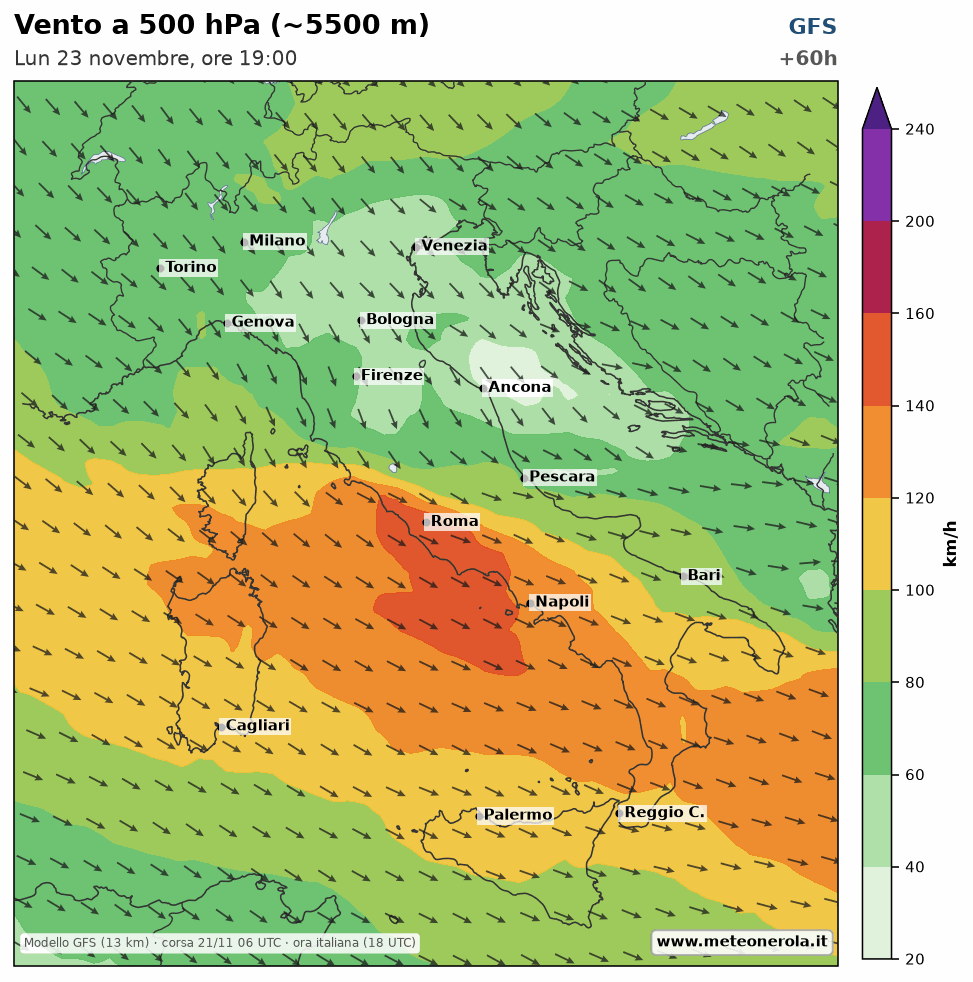 Vento a 500 hPa (~5500 m)
GFS
Lun 23 novembre, ore 19:00
+60h
Milano
Venezia
Torino
Genova
Bologna
Firenze
Ancona
Pescara
Roma
Bari
Napoli
Cagliari
Palermo
Reggio C.
240
200
160
140
120
100
80
60
40
20
km/h
Modello GFS (13 km) · corsa 21/11 06 UTC · ora italiana (18 UTC)
www.meteonerola.it